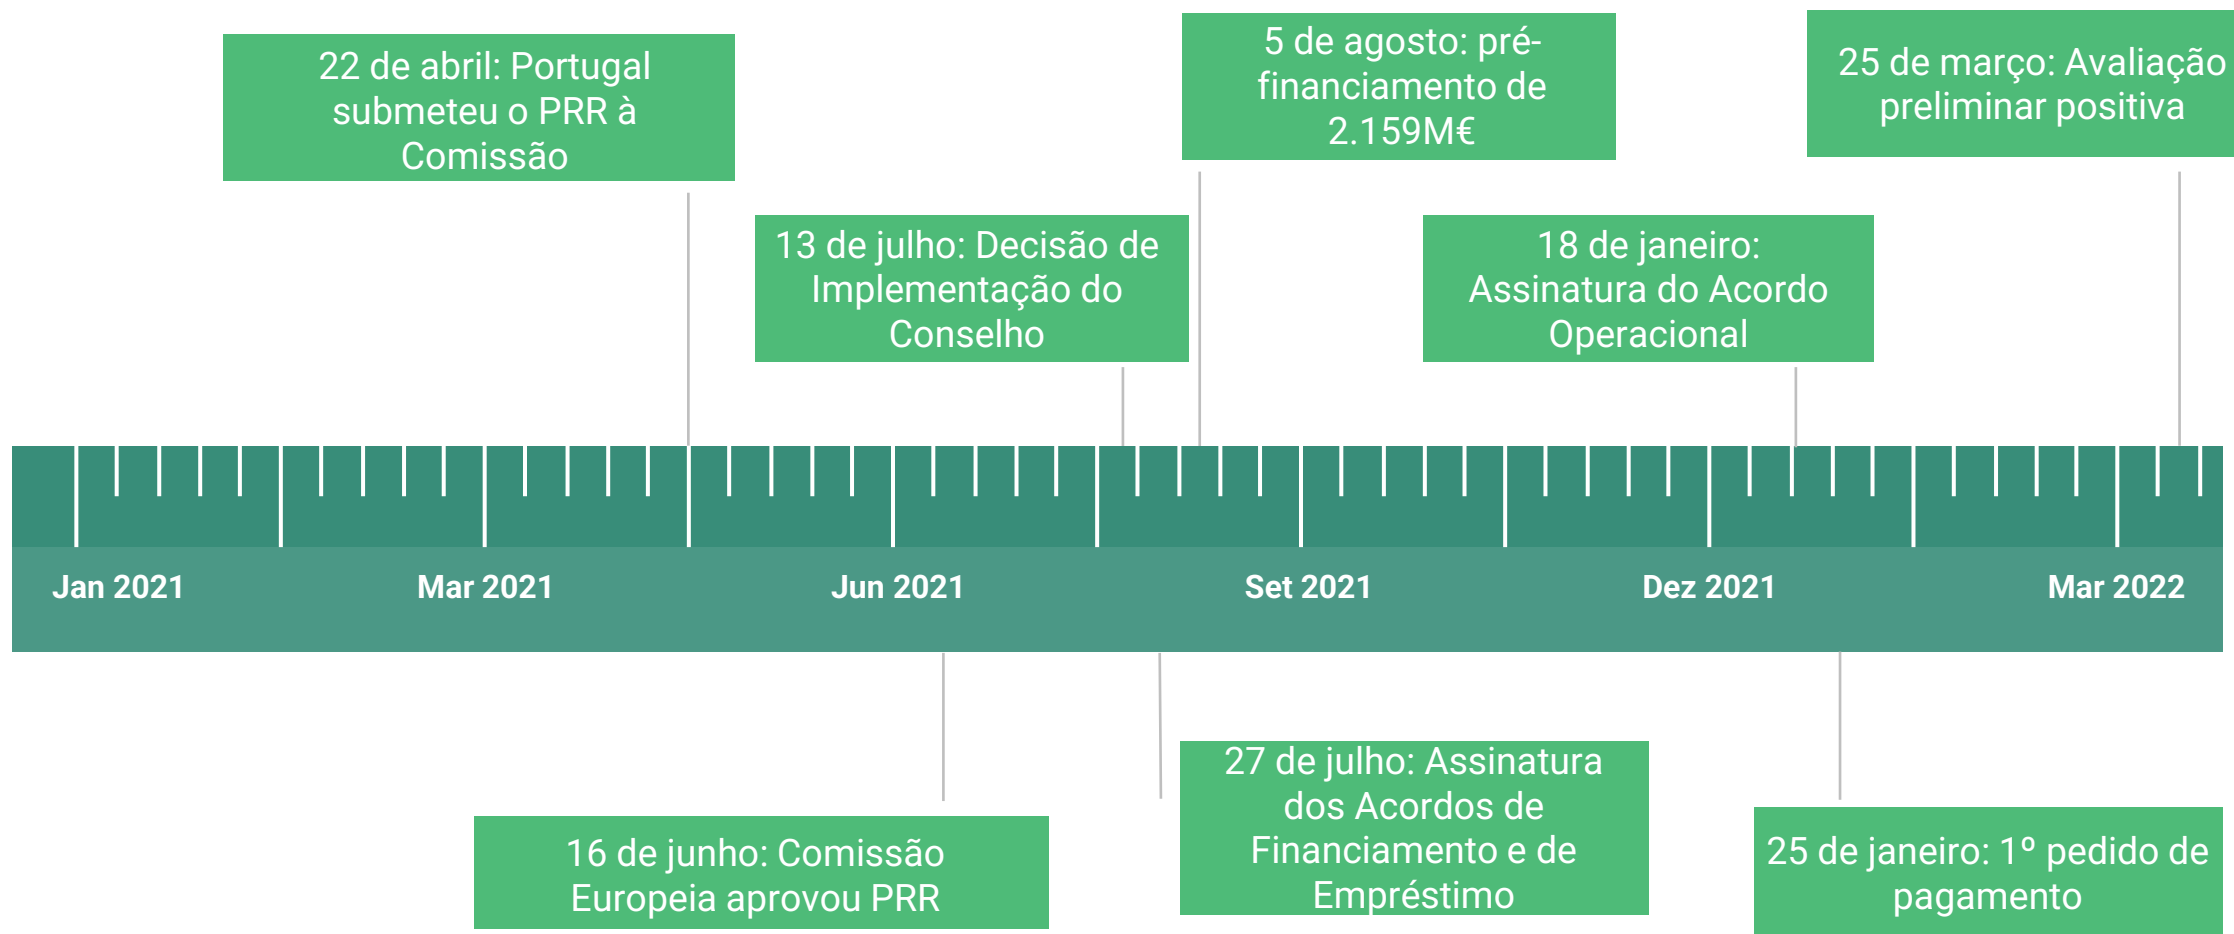 22 de abril: Portugal
submeteu o PRR à
Comissão
5 de agosto: pré-
financiamento de
2.159M€
25 de março: Avaliação
preliminar positiva
13 de julho: Decisão de
Implementação do
Conselho
18 de janeiro:
Assinatura do Acordo
Operacional
Jan 2021
Mar 2021
Jun 2021
Set 2021
Dez 2021
Mar 2022
16 de junho: Comissão
Europeia aprovou PRR
27 de julho: Assinatura
dos Acordos de
Financiamento e de
Empréstimo
25 de janeiro: 1º pedido de
pagamento